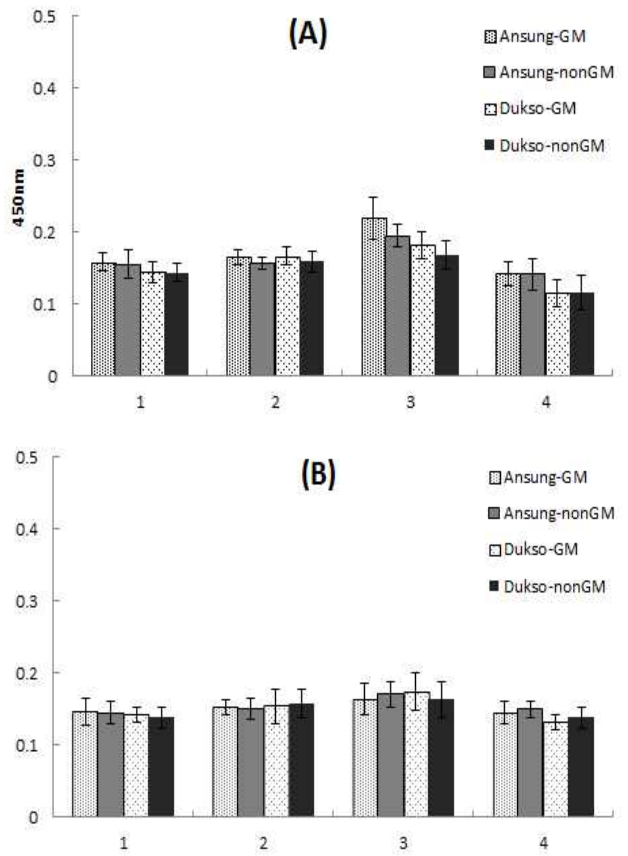 (A)
0.5
0.4
0.3
0.2
0.1
0
450nm
Ansung-GM
Ansung-nonGM
Dukso-GM
Dukso-nonGM
1 2 3 4
(B)
0.5
0.4
0.3
0.2
0.1
0
Ansung-GM
Ansung-nonGM
Dukso-GM
Dukso-nonGM
1 2 3 4